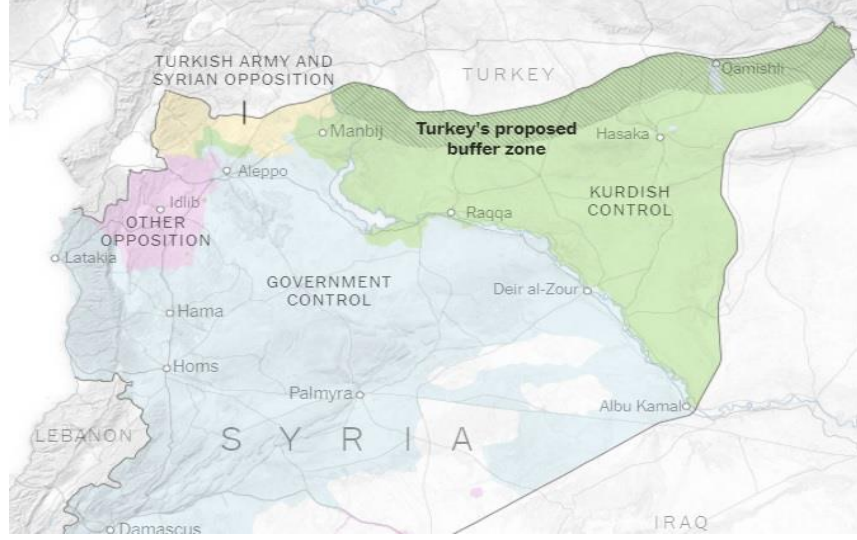 TURKISH ARMY AND
SYRIAN OPPOSITION
TURKEY
Qamishli
Manbij
Turkey's proposed
buffer zone
Hasaka
Aleppo
KURDISH
CONTROL
Idlib
OTHER
OPPOSITION
Raqqa
Latakia
GOVERNMENT
CONTROL
Deir al-Zour
Hama
Homs
Palmyra
Albu Kamal
LEBANON
SYRIA
IRAQ
Damascus